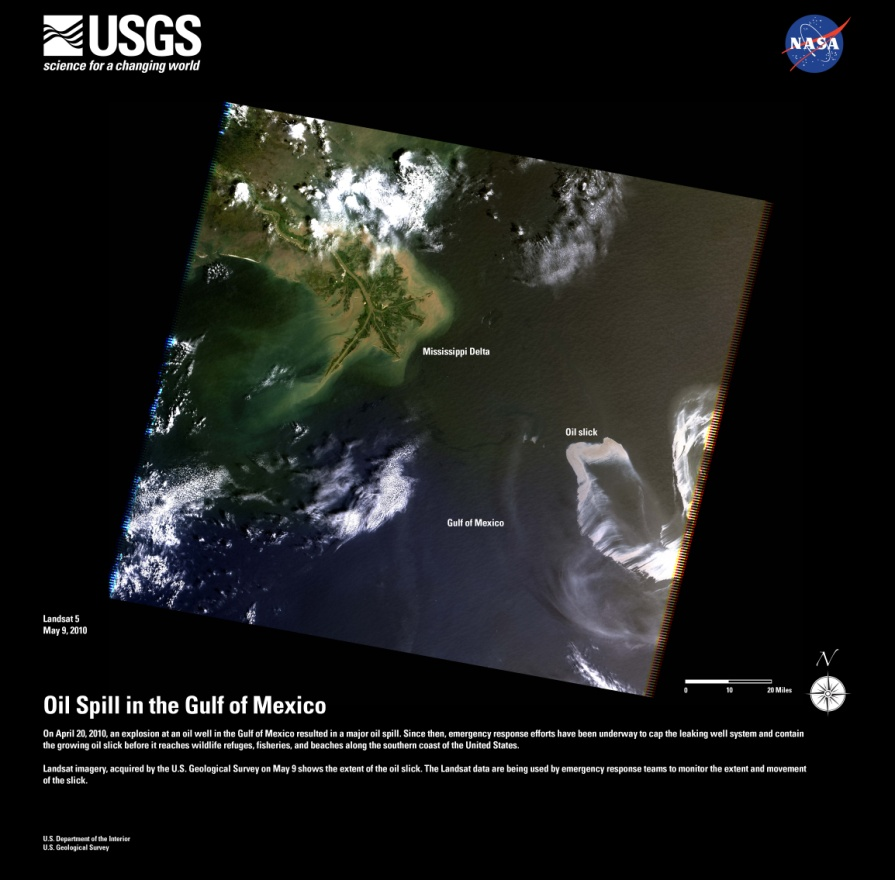 USGS
science for a changing world
NASA
Mississippi Delta
Oil slick
Gulf of Mexico
Landsat 5
May 9, 2010
N
0 10 20 Miles
Oil Spill in the Gulf of Mexico
On April 20, 2010, an explosion at an oil well in the Gulf of Mexico resulted in a major oil spill. Since then, emergency response efforts have been underway to cap the leaking well system and contain
the growing oil slick before it reaches wildlife refuges, fisheries, and beaches along the southern coast of the United States.
Landsat imagery, acquired by the U.S. Geological Survey on May 9 shows the extent of the oil slick. The Landsat data are being used by emergency response teams to monitor the extent and movement
of the slick.
U.S. Department of the Interior
U.S. Geological Survey